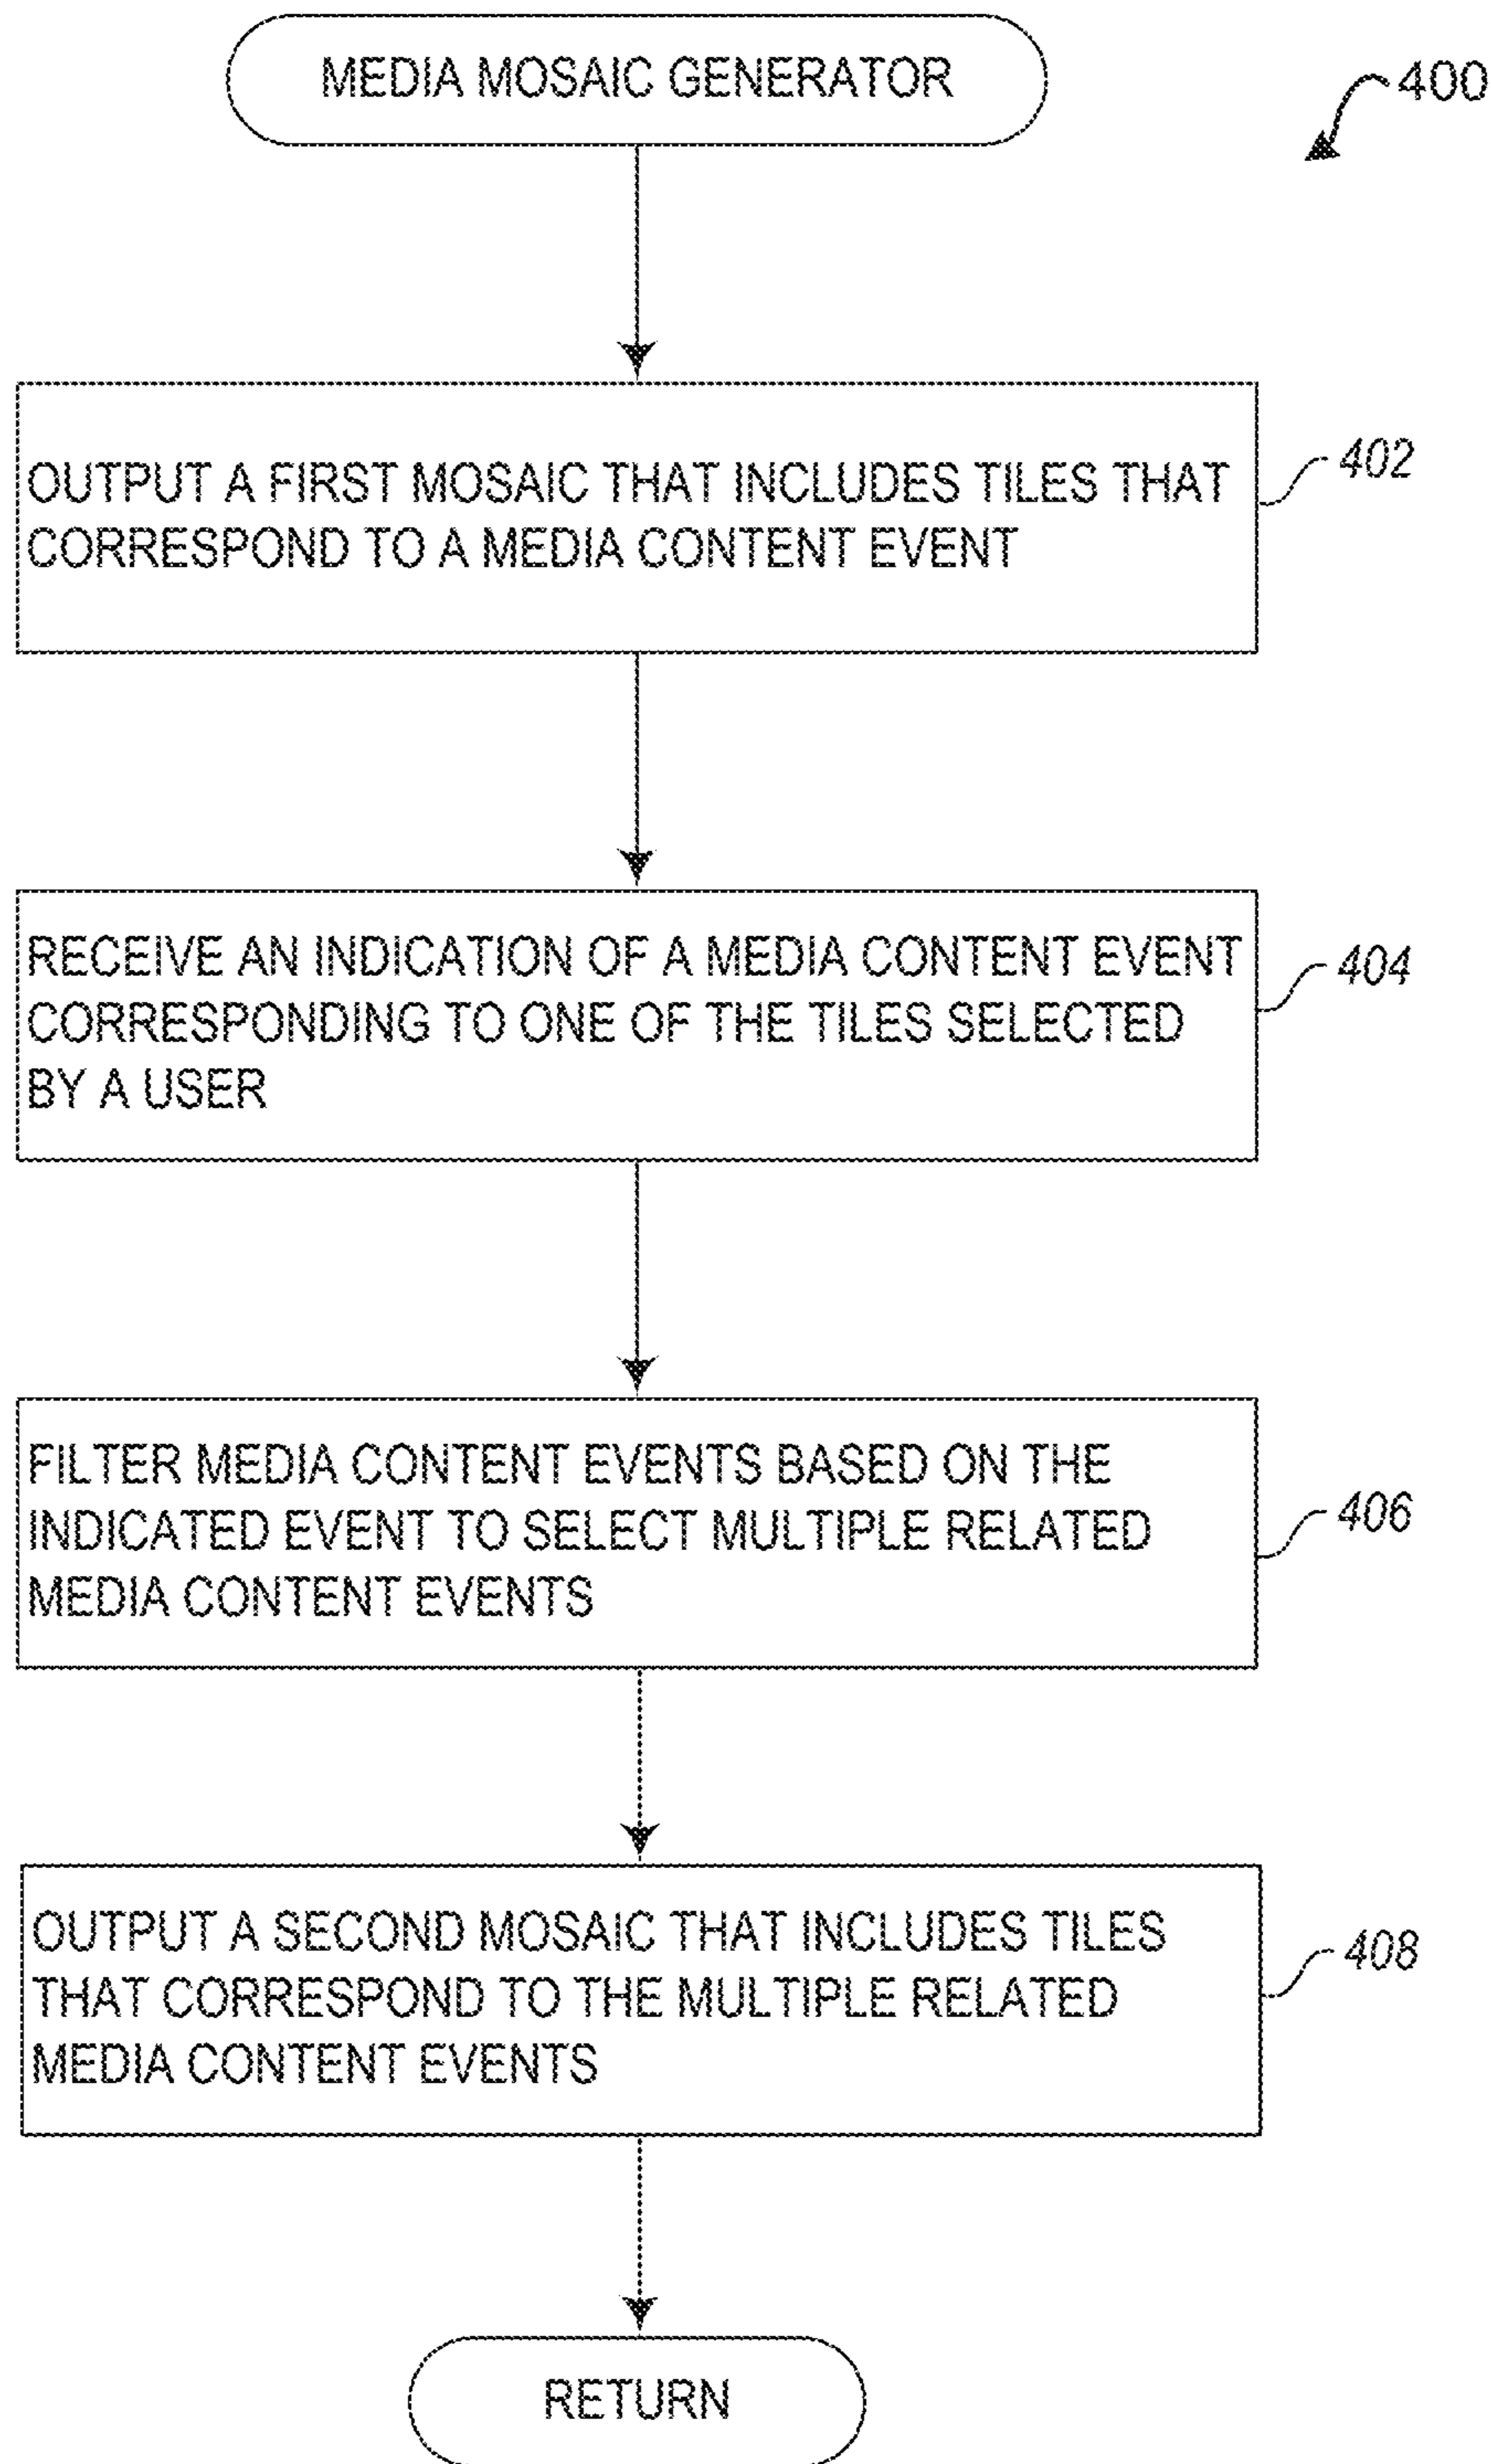 MEDIA MOSAIC GENERATOR
400
OUTPUT A FIRST MOSAIC THAT INCLUDES TILES THAT
CORRESPOND TO A MEDIA CONTENT EVENT
402
RECEIVE AN INDICATION OF A MEDIA CONTENT EVENT
CORRESPONDING TO ONE OF THE TILES SELECTED
BY A USER
404
FILTER MEDIA CONTENT EVENTS BASED ON THE
INDICATED EVENT TO SELECT MULTIPLE RELATED
MEDIA CONTENT EVENTS
406
OUTPUT A SECOND MOSAIC THAT INCLUDES TILES
THAT CORRESPOND TO THE MULTIPLE RELATED
MEDIA CONTENT EVENTS
408
RETURN